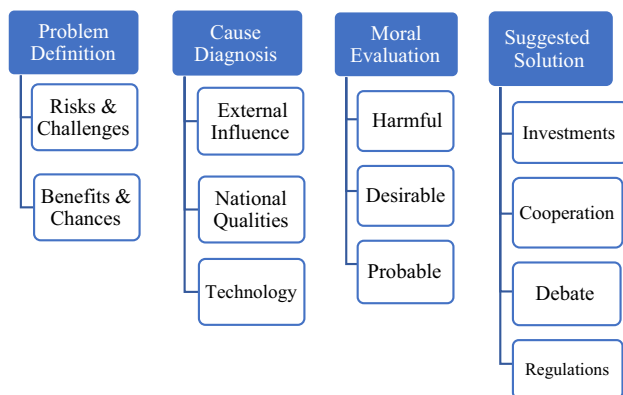 Problem
Definition
Risks &
Challenges
Benefits &
Chances
Cause
Diagnosis
External
Influence
National
Qualities
Technology
Moral
Evaluation
Harmful
Desirable
Probable
Suggested
Solution
Investments
Cooperation
Debate
Regulations